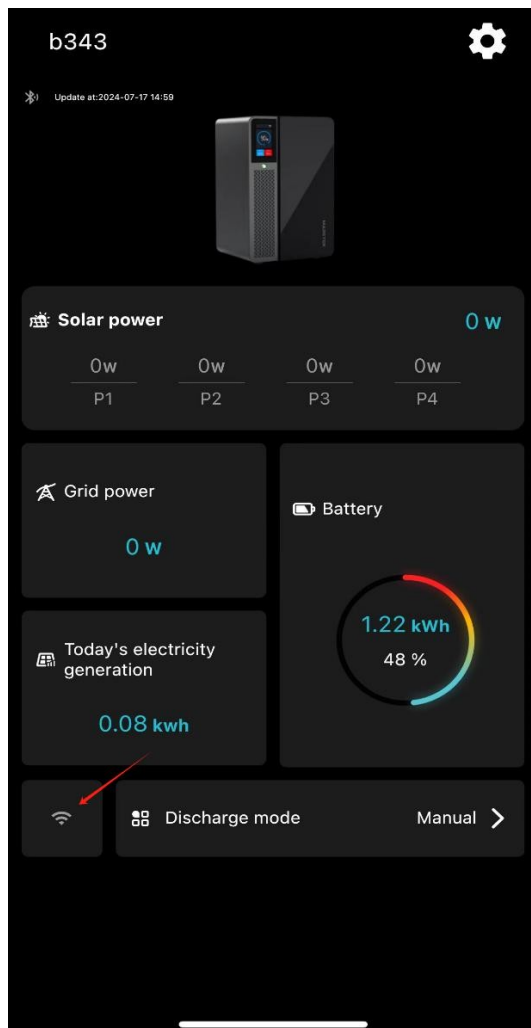 b343
Update at:2024-07-17 14:59
Solar power
0 w
0w 0w 0w 0w
P1 P2 P3 P4
Grid power
0 w
Battery
1.22 kWh
48 %
Today's electricity
generation
0.08 kwh
Discharge mode
Manual